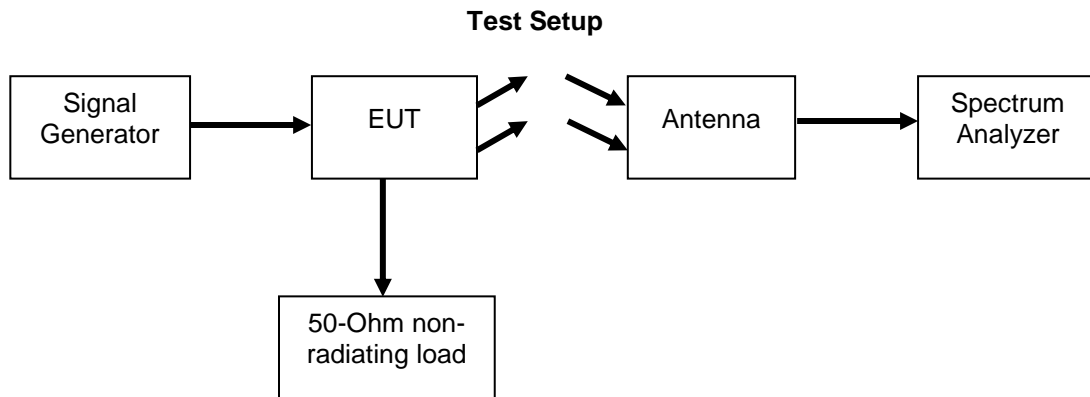 Test Setup
Signal
Generator
EUT
Antenna
Spectrum
Analyzer
50-Ohm non-
radiating load